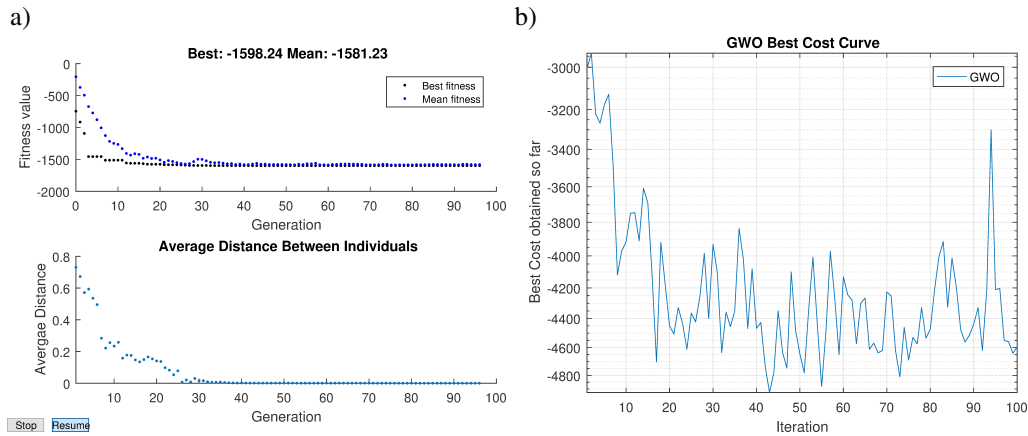 a)
Best: -1598.24 Mean: -1581.23
Fitness value
0
-500
-1000
-1500
-2000
Best fitness
Mean fitness
0 10 20 30 40 50 60 70 80 90 100
Generation
Average Distance Between Individuals
Avergae Distance
0.8
0.6
0.4
0.2
0
10 20 30 40 50 60 70 80 90 100
Generation
Stop Resume
b)
GWO Best Cost Curve
Best Cost obtained so far
-3000
-3200
-3400
-3600
-3800
-4000
-4200
-4400
-4600
-4800
GWO
10 20 30 40 50 60 70 80 90 100
Iteration